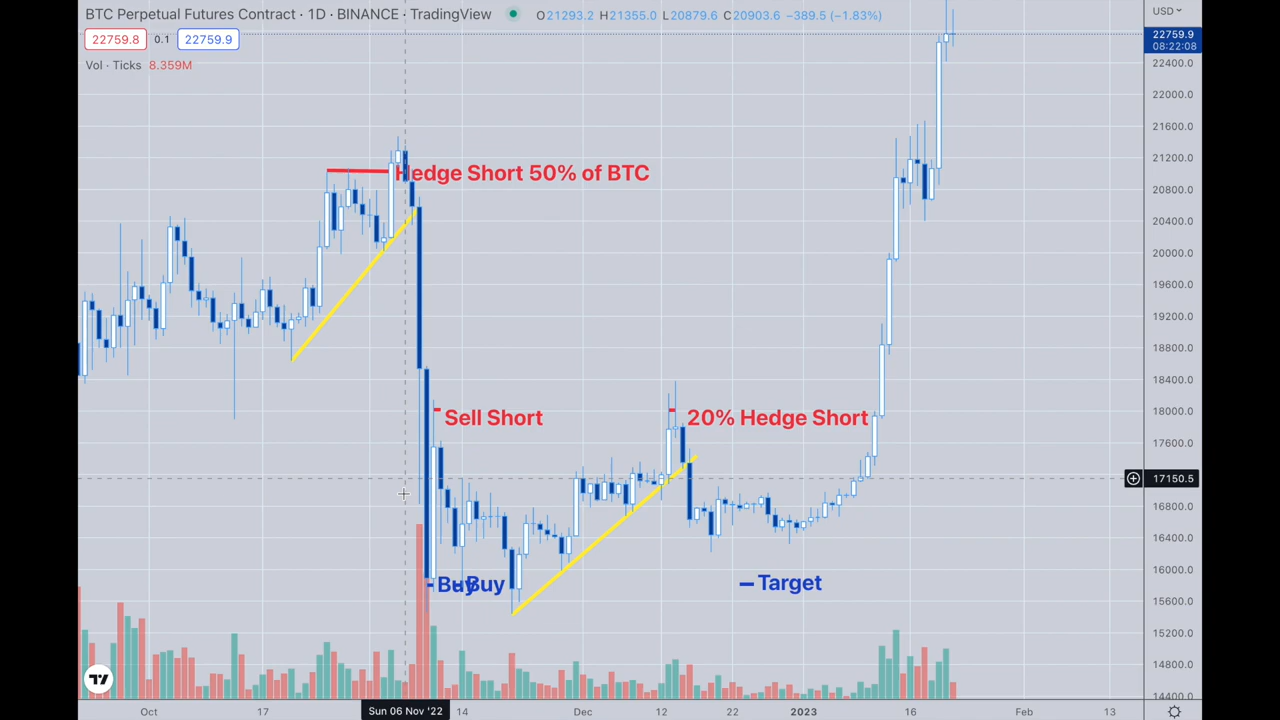 BTC Perpetual Futures Contract · 1D · BINANCE · TradingView O21293.2 H21355.0 L20879.6 C20903.6 −389.5 (−1.83%) USD
22759.8 0.1 22759.9
Vol · Ticks 8.359M
22759.9
08:22:08
22400.0
22000.0
21600.0
21200.0
Hedge Short 50% of BTC
20800.0
20400.0
20000.0
19600.0
19200.0
18800.0
18400.0
18000.0
Sell Short
20% Hedge Short
17600.0
17150.5
16800.0
16400.0
16000.0
Buy Buy
Target
15600.0
15200.0
14800.0
14400.0
Oct 17 Sun 06 Nov '22 14 Dec 12 22 2023 16 Feb 13